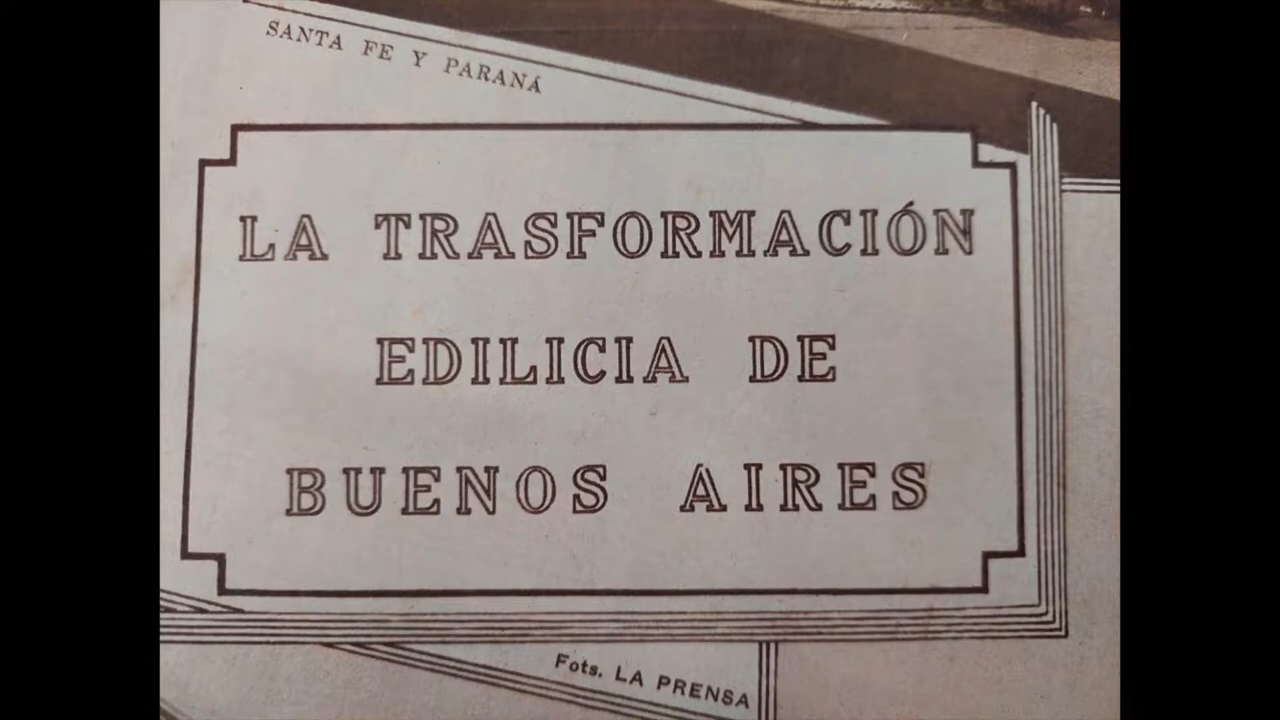 SANTA FE Y PARANÁ
LA TRASFORMACIÓN
EDILICIA DE
BUENOS AIRES
Fots. LA PRENSA